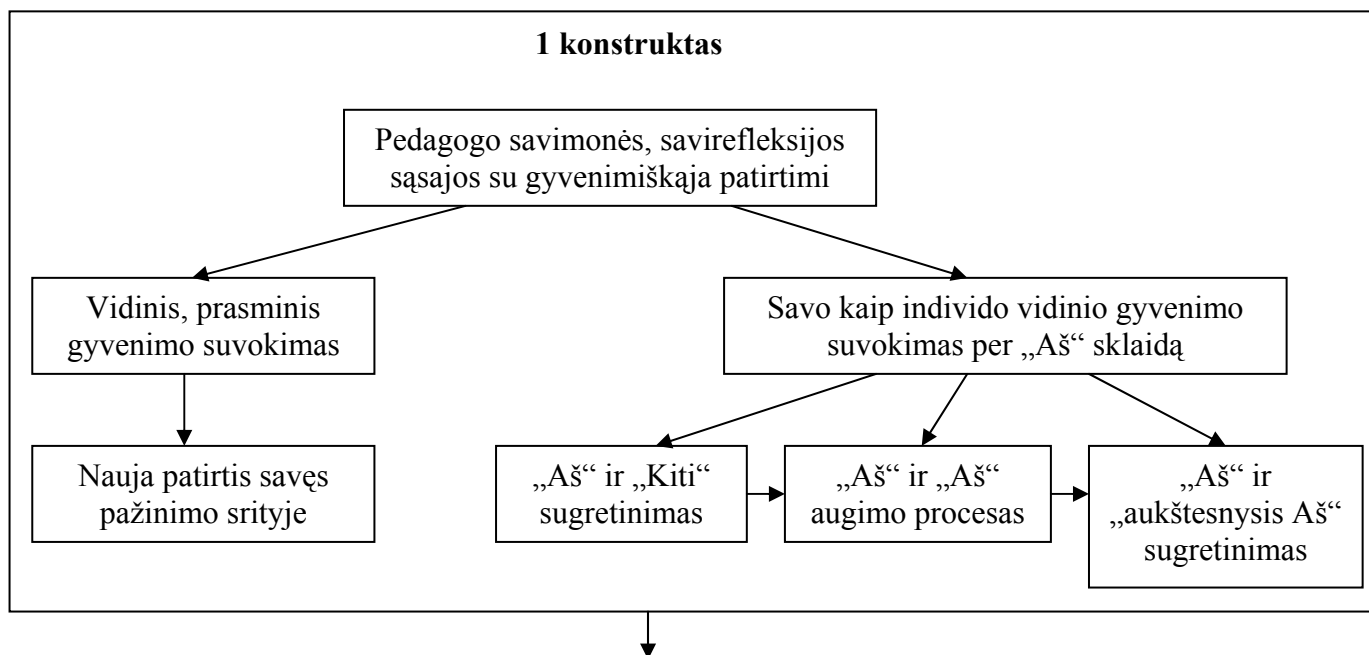 1 konstruktas
Pedagogo savimonės, savirefleksijos
sąsajos su gyvenimiškąja patirtimi
Vidinis, prasminis
gyvenimo suvokimas
Savo kaip individo vidinio gyvenimo
suvokimas per „Aš“ sklaidą
Nauja patirtis savęs
pažinimo srityje
„Aš“ ir „Kiti“
sugretinimas
„Aš“ ir „Aš“
augimo procesas
„Aš“ ir
„aukštesnysis Aš“
sugretinimas